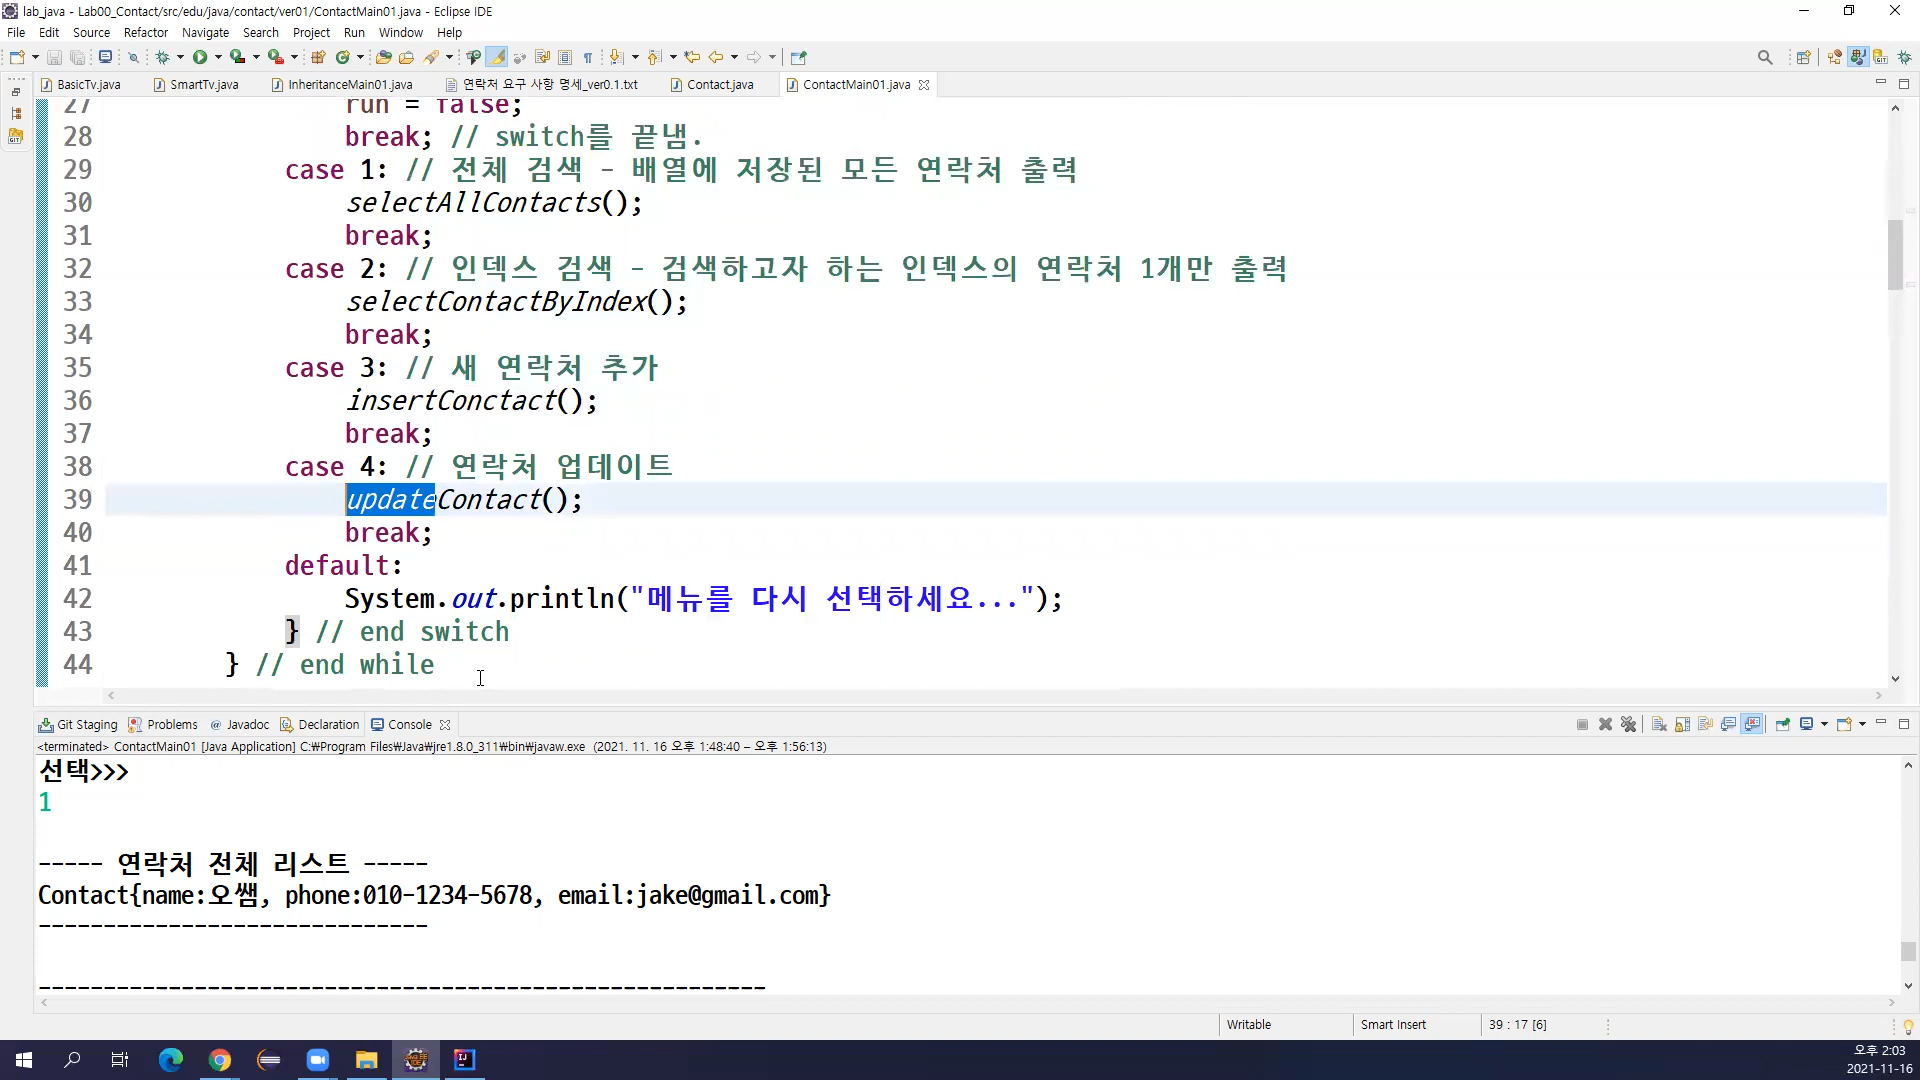 lab_java - Lab00_Contact/src/edu/java/contact/ver01/ContactMain01.java - Eclipse IDE
File Edit Source Refactor Navigate Search Project Run Window Help
BasicTv.java SmartTv.java InheritanceMain01.java 연락처 요구 사항 명세_ver0.1.txt Contact.java ContactMain01.java
27 run = false;
28 break; // switch를 끝냄.
29 case 1: // 전체 검색 - 배열에 저장된 모든 연락처 출력
30 selectAllContacts();
31 break;
32 case 2: // 인덱스 검색 - 검색하고자 하는 인덱스의 연락처 1개만 출력
33 selectContactByIndex();
34 break;
35 case 3: // 새 연락처 추가
36 insertConctact();
37 break;
38 case 4: // 연락처 업데이트
39 updateContact();
40 break;
41 default:
42 System.out.println("메뉴를 다시 선택하세요...");
43 } // end switch
44 } // end while
Git Staging Problems Javadoc Declaration Console
<terminated> ContactMain01 [Java Application] C:₩Program Files₩Java₩jre1.8.0_311₩bin₩javaw.exe (2021. 11. 16 오후 1:48:40 – 오후 1:56:13)
선택>>>
1
----- 연락처 전체 리스트 -----
Contact{name:오쌤, phone:010-1234-5678, email:jake@gmail.com}
------------------------------
--------------------------------------------------------
Writable Smart Insert 39 : 17 [6]
오후 2:03
2021-11-16